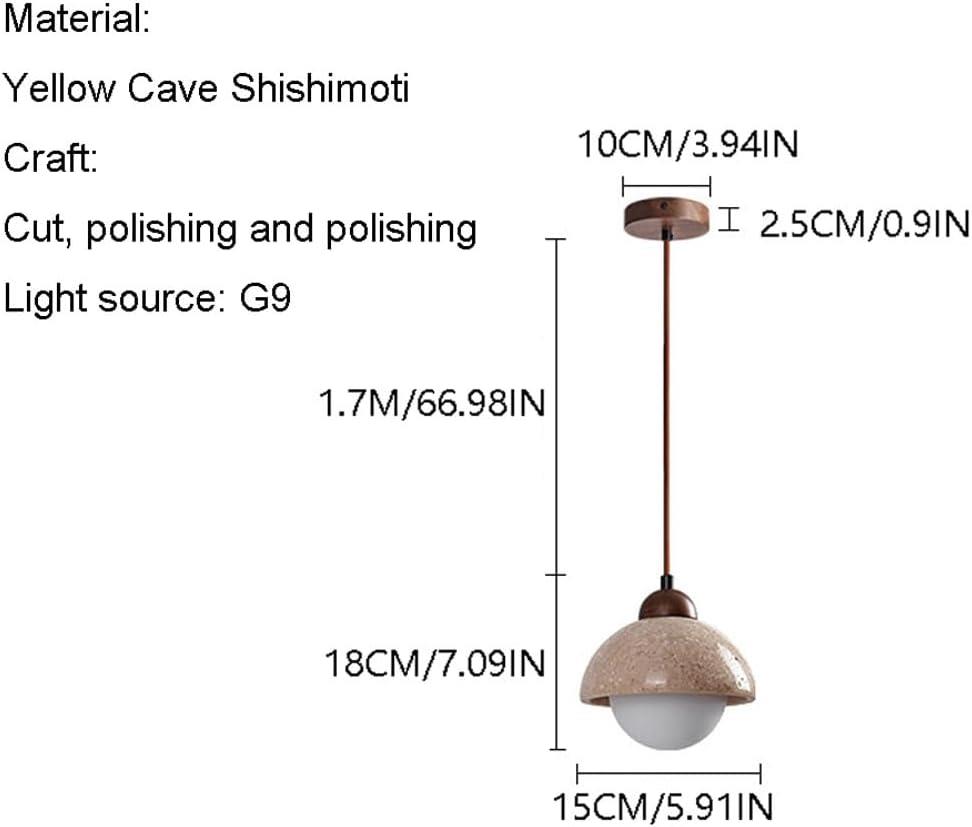 Material:
Yellow Cave Shishimoti
Craft:
Cut, polishing and polishing
Light source: G9
10CM/3.94IN
2.5CM/0.9IN
1.7M/66.98IN
18CM/7.09IN
15CM/5.91IN